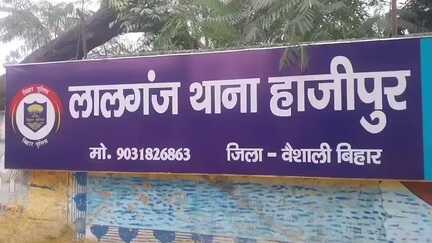 बिहार पुलिस
बिहार पुलिस
लालगंज थाना हाजीपुर
मो. 9031826863 जिला - वैशाली बिहार